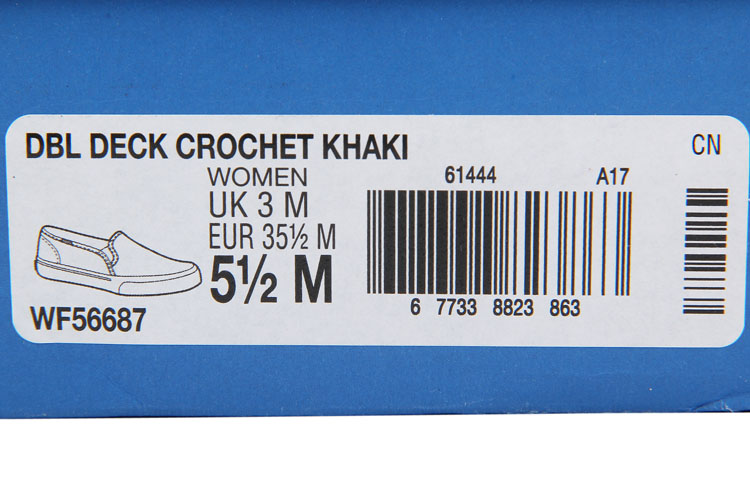 DBL DECK CROCHET KHAKI
CN
WOMEN
UK 3 M
EUR 35½ M
5½ M
WF56687
61444 A17
6 7733 8823 863